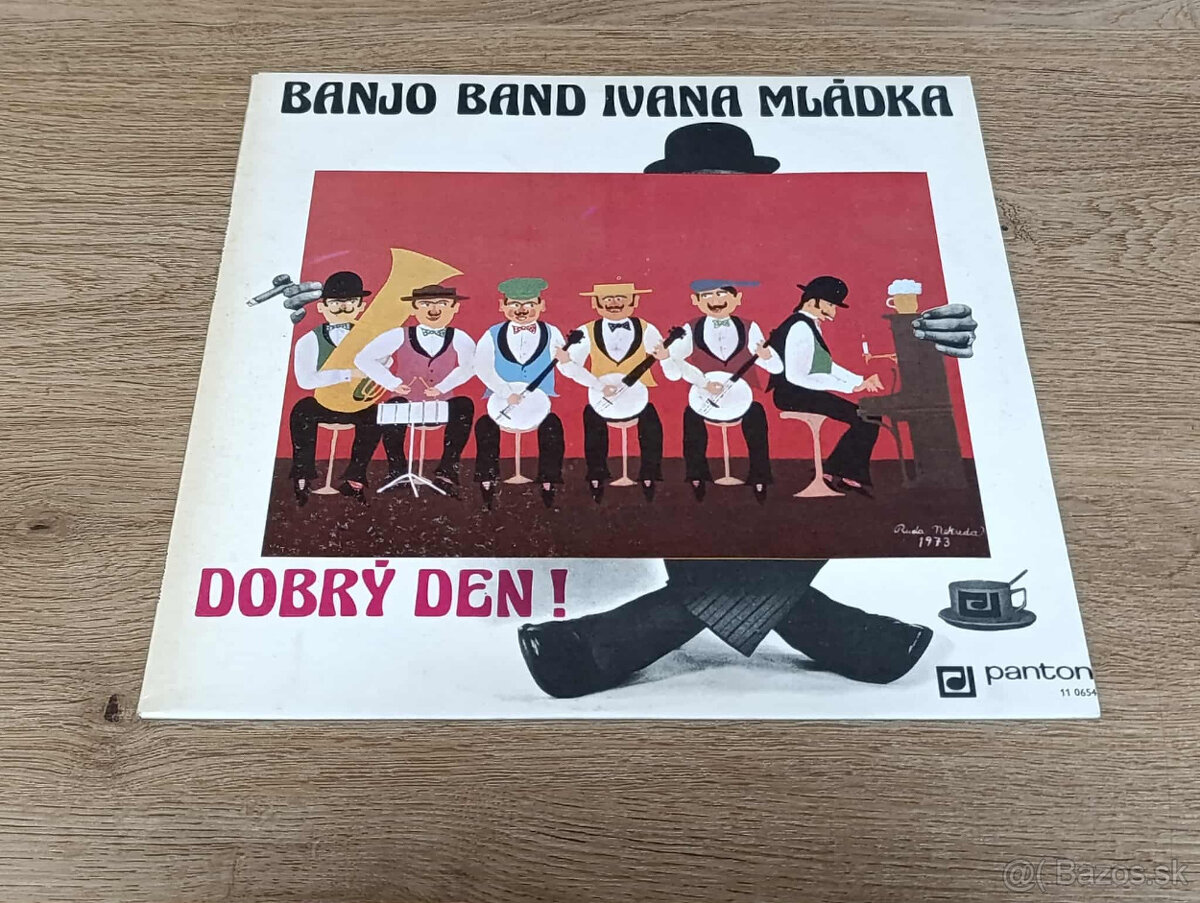 BANJO BAND IVANA MLÁDKA
Ruda Nekuda
1973
DOBRÝ DEN!
panton
11 0654
@( Bazos.sk